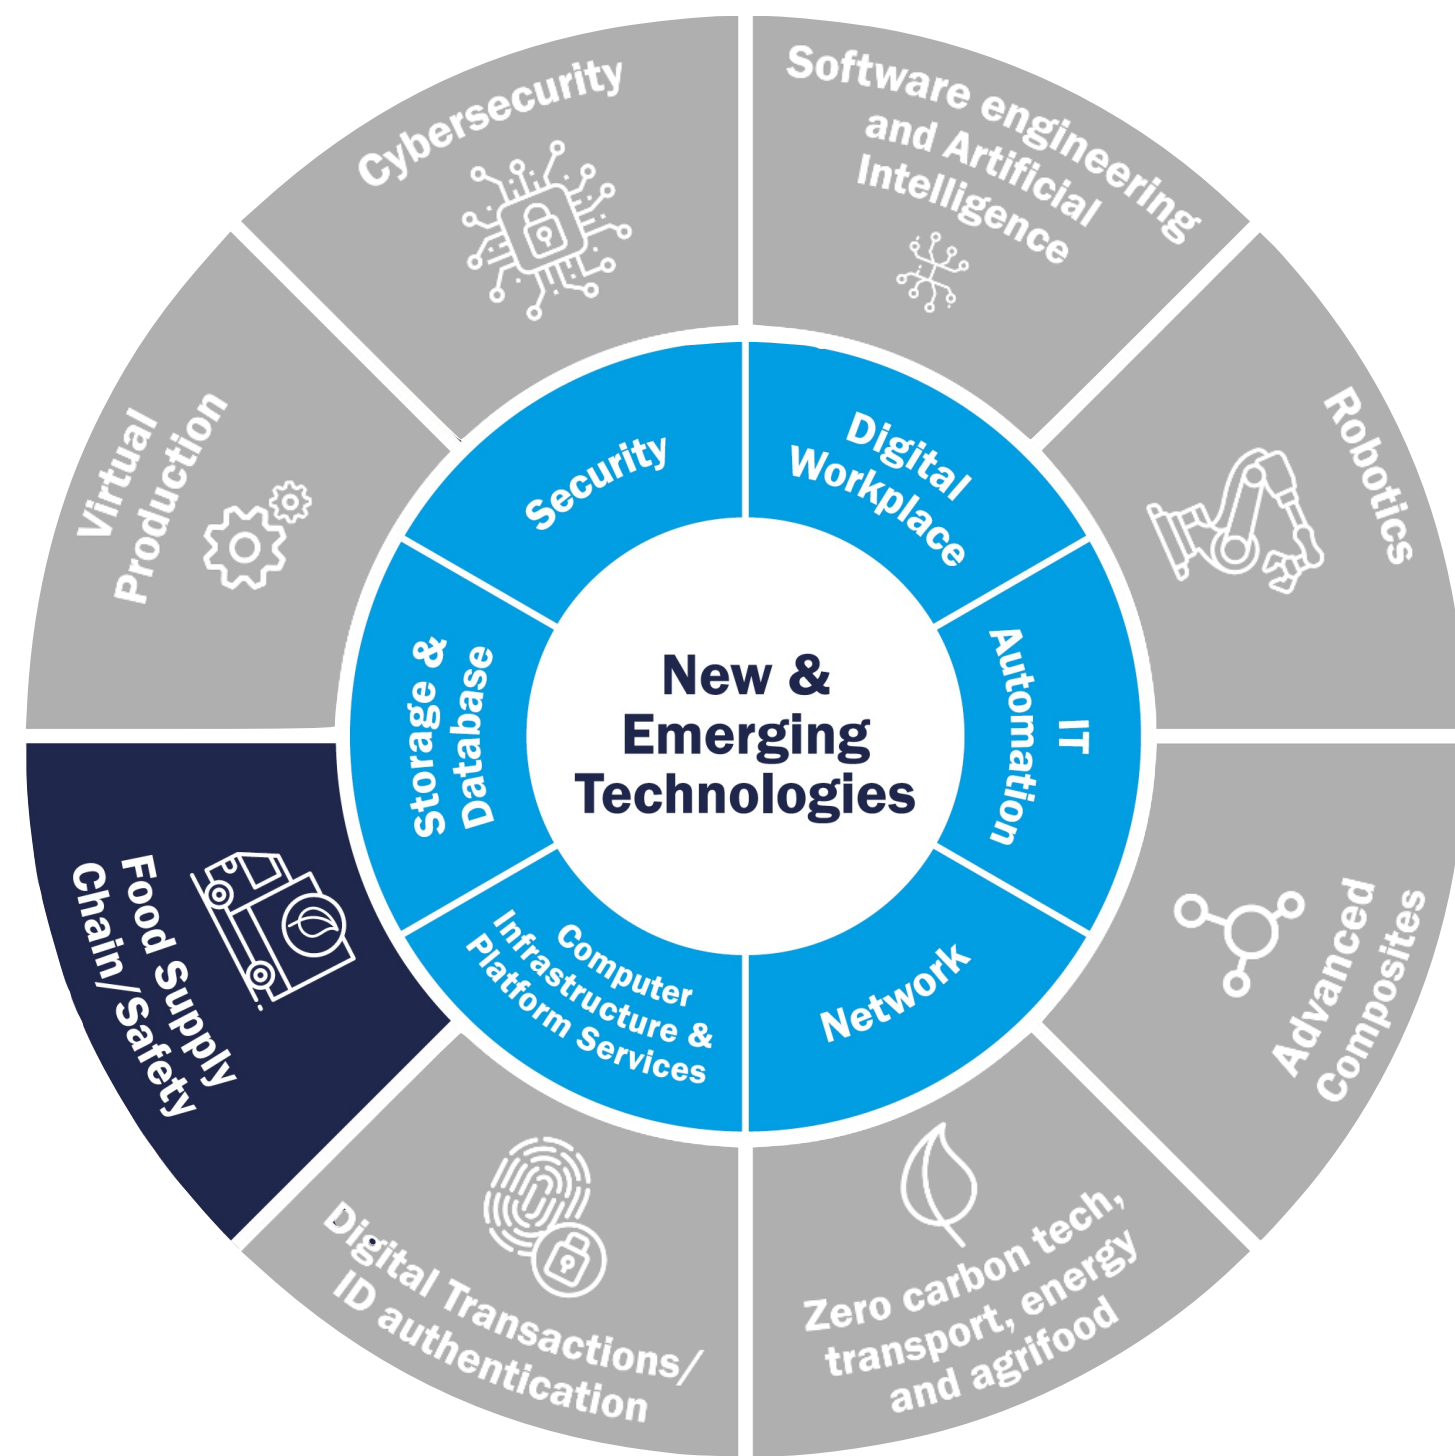 Cybersecurity
Software engineering
and Artificial
Intelligence
Robotics
Advanced
Composites
Zero carbon tech,
transport, energy
and agrifood
Digital Transactions/
ID authentication
Food Supply
Chain/Safety
Virtual
Production
Security
Digital
Workplace
IT
Automation
Network
Computer
Infrastructure &
Platform Services
Storage &
Database
New &
Emerging
Technologies